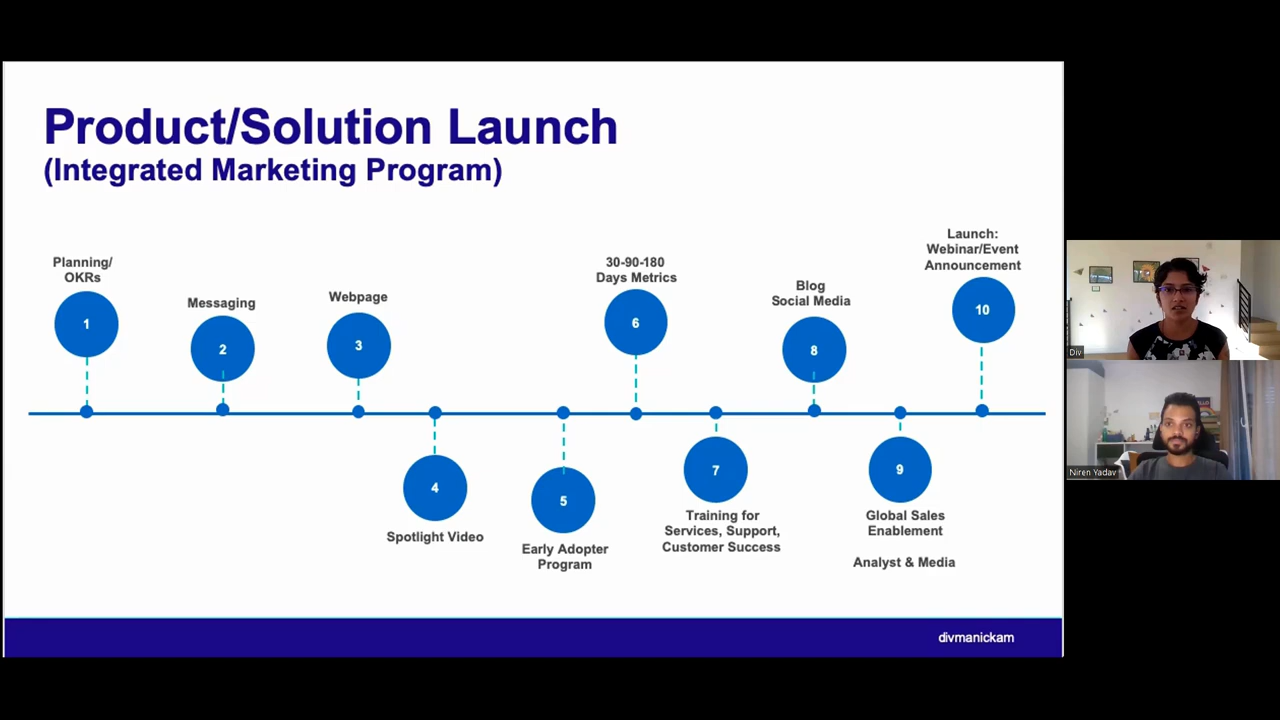 Product/Solution Launch
(Integrated Marketing Program)
Planning/
OKRs
1
Messaging
2
Webpage
3
4
Spotlight Video
5
Early Adopter
Program
30-90-180
Days Metrics
6
7
Training for
Services, Support,
Customer Success
Blog
Social Media
8
9
Global Sales
Enablement
Analyst & Media
Launch:
Webinar/Event
Announcement
10
divmanickam
Div
Niren Yadav